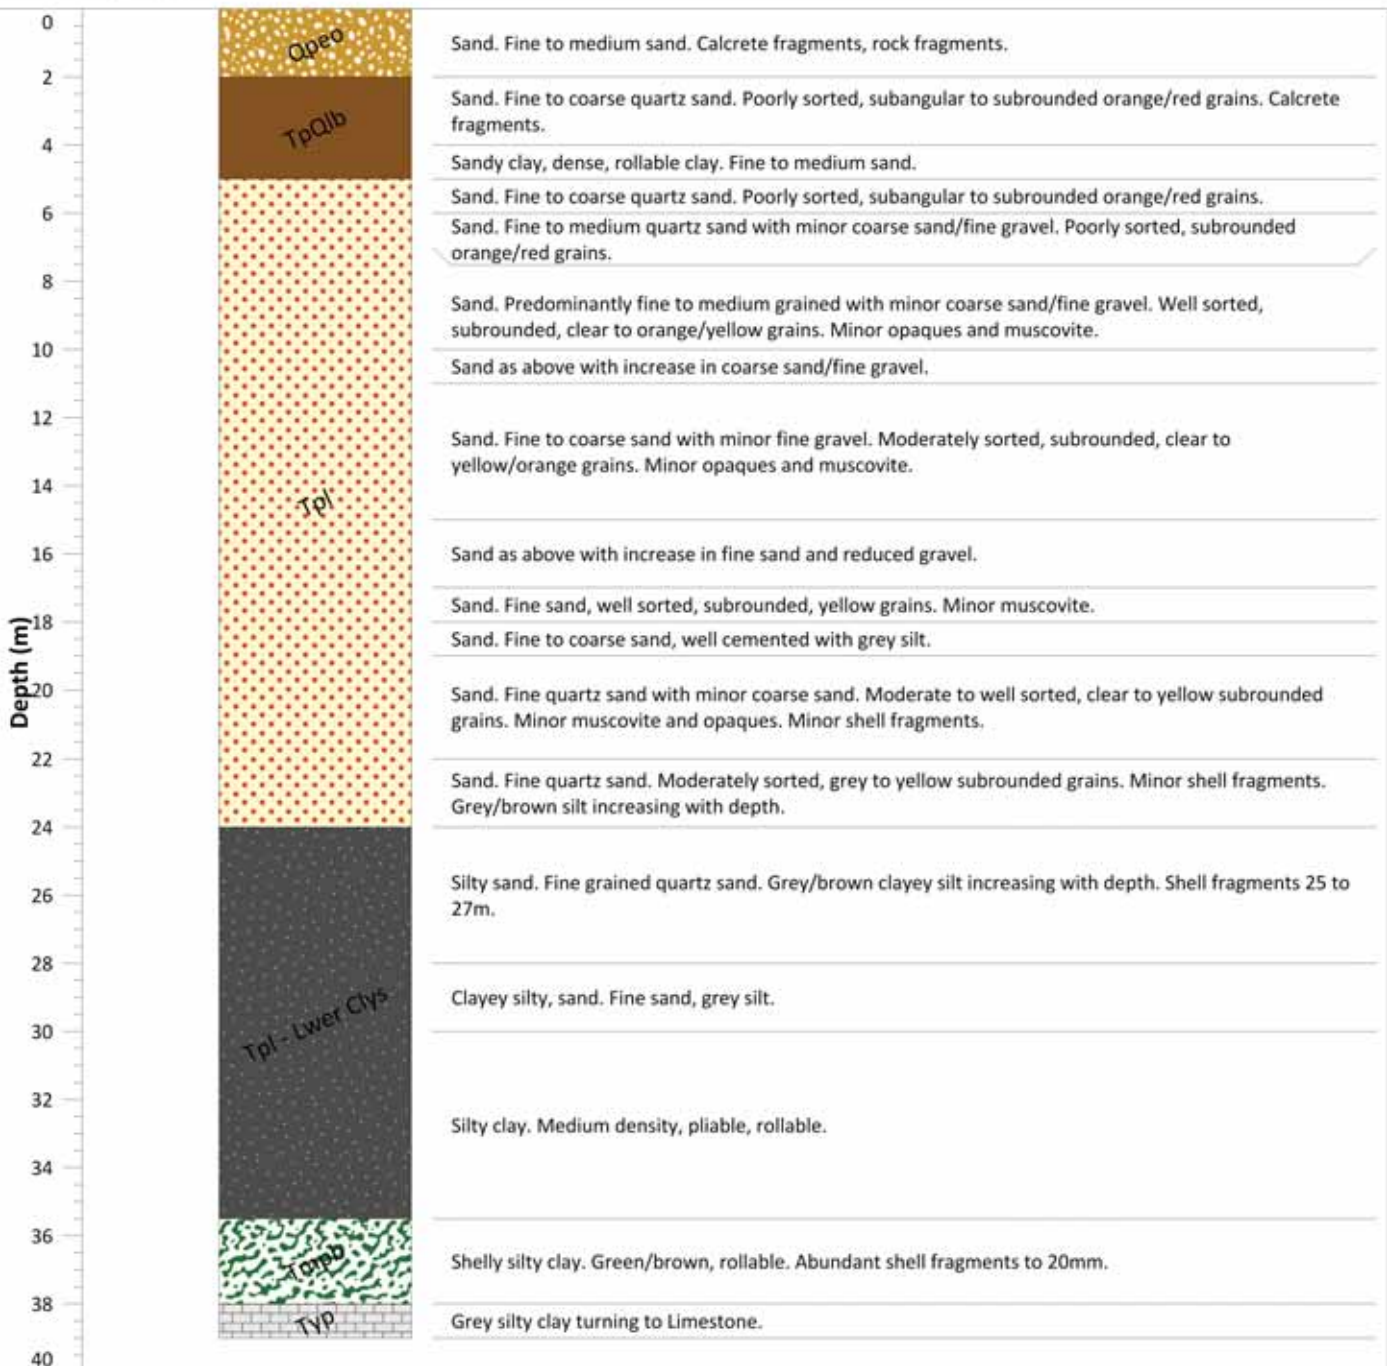 0
Qpeo
Sand. Fine to medium sand. Calcrete fragments, rock fragments.
2
TpQlb
Sand. Fine to coarse quartz sand. Poorly sorted, subangular to subrounded orange/red grains. Calcrete
fragments.
4
Sandy clay, dense, rollable clay. Fine to medium sand.
Sand. Fine to coarse quartz sand. Poorly sorted, subangular to subrounded orange/red grains.
6
Sand. Fine to medium quartz sand with minor coarse sand/fine gravel. Poorly sorted, subrounded
orange/red grains.
8
Sand. Predominantly fine to medium grained with minor coarse sand/fine gravel. Well sorted,
subrounded, clear to orange/yellow grains. Minor opaques and muscovite.
10
Sand as above with increase in coarse sand/fine gravel.
12
Sand. Fine to coarse sand with minor fine gravel. Moderately sorted, subrounded, clear to
yellow/orange grains. Minor opaques and muscovite.
14
Tpl
16
Sand as above with increase in fine sand and reduced gravel.
Sand. Fine sand, well sorted, subrounded, yellow grains. Minor muscovite.
18
Sand. Fine to coarse sand, well cemented with grey silt.
Depth (m)
20
Sand. Fine quartz sand with minor coarse sand. Moderate to well sorted, clear to yellow subrounded
grains. Minor muscovite and opaques. Minor shell fragments.
22
Sand. Fine quartz sand. Moderately sorted, grey to yellow subrounded grains. Minor shell fragments.
Grey/brown silt increasing with depth.
24
Silty sand. Fine grained quartz sand. Grey/brown clayey silt increasing with depth. Shell fragments 25 to
27m.
26
28
Clayey silty, sand. Fine sand, grey silt.
Tpl - Lwer Clys
30
32
Silty clay. Medium density, pliable, rollable.
34
36
Tmpb
Shelly silty clay. Green/brown, rollable. Abundant shell fragments to 20mm.
38
Typ
Grey silty clay turning to Limestone.
40